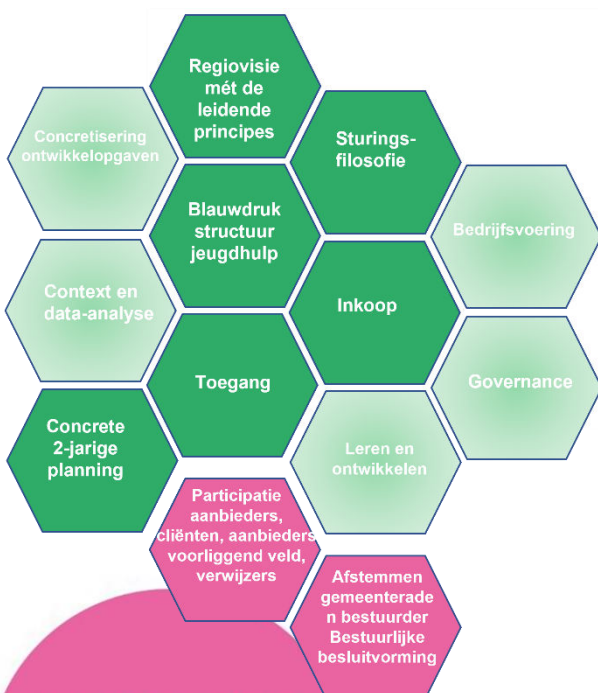 Regiovisie
mét de
leidende
principes
Concretisering
ontwikkelopgaven
Sturings-
filosofie
Blauwdruk
structuur
jeugdhulp
Bedrijfsvoering
Context en
data-analyse
Inkoop
Toegang
Governance
Concrete
2-jarige
planning
Leren en
ontwikkelen
Participatie
aanbieders,
cliënten, aanbieders
voorliggend veld,
verwijzers
Afstemmen
gemeenterade
n bestuurder
Bestuurlijke
besluitvorming